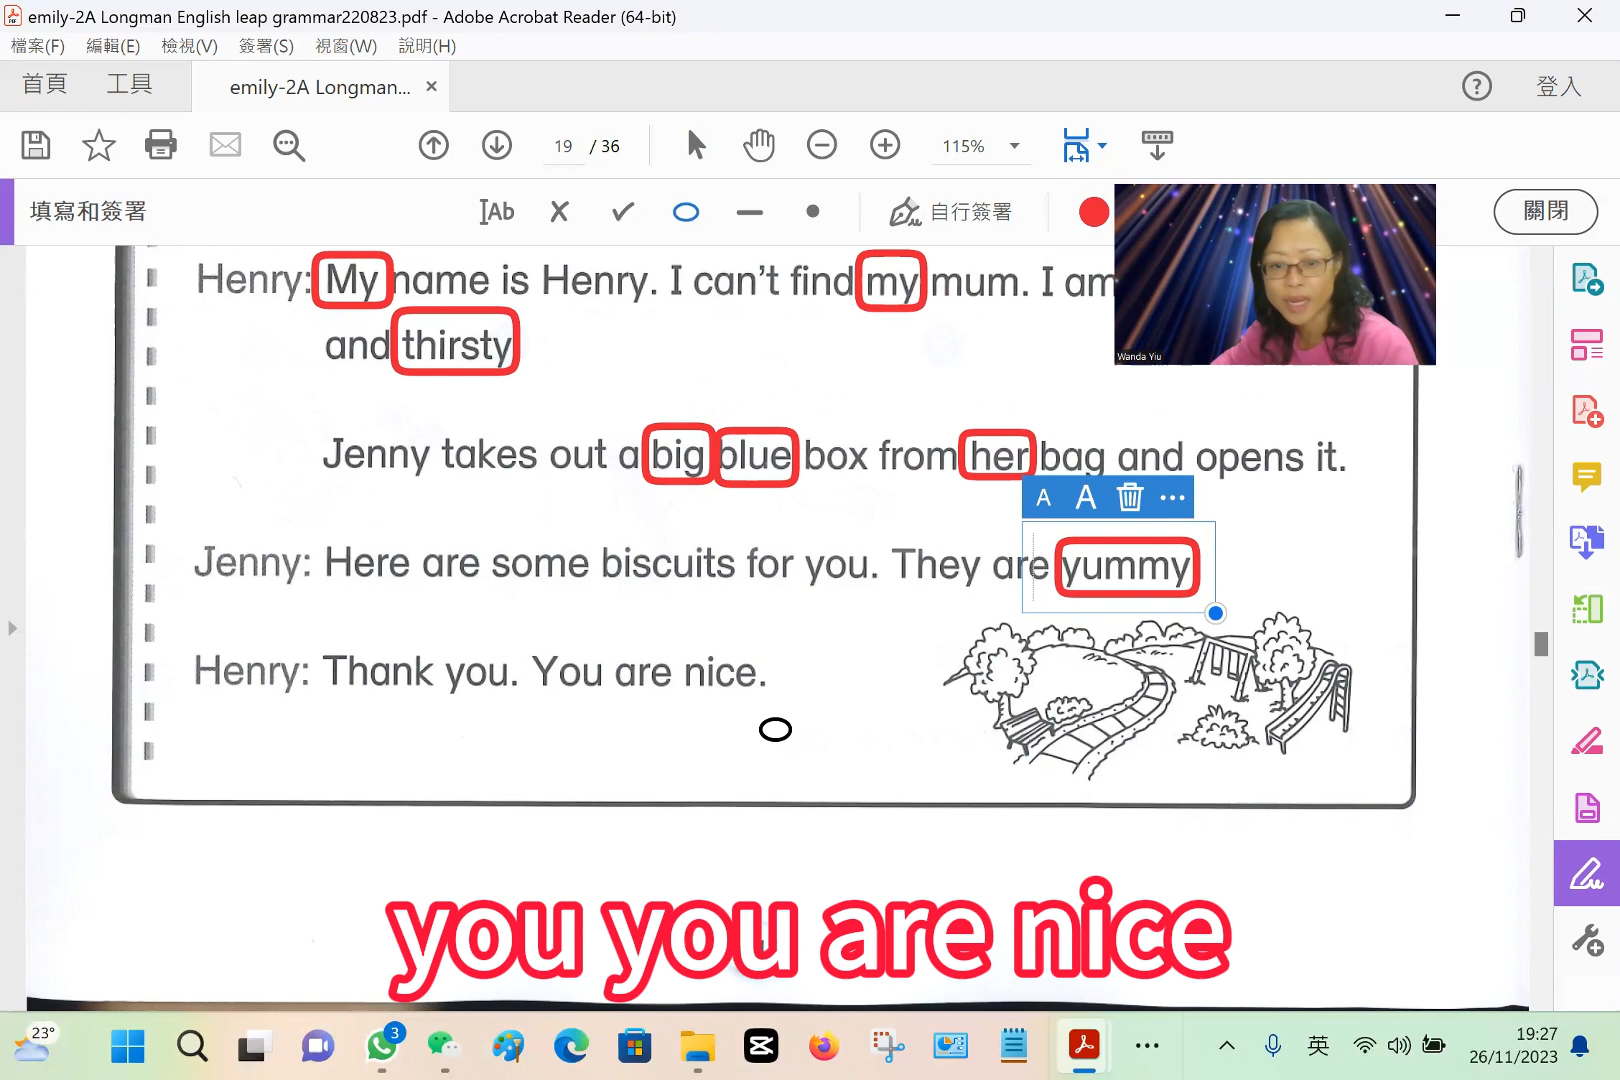 emily-2A Longman English leap grammar220823.pdf - Adobe Acrobat Reader (64-bit)
檔案(F) 編輯(E) 檢視(V) 簽署(S) 視窗(W) 說明(H)
首頁 工具 emily-2A Longman... 登入
19 / 36 115%
填寫和簽署 Ab 自行簽署 關閉
Henry: My name is Henry. I can't find my mum. I am
and thirsty
Wanda Yiu
Jenny takes out a big blue box from her bag and opens it.
A A
Jenny: Here are some biscuits for you. They are yummy
Henry: Thank you. You are nice.
you you are nice
23° 3 英 19:27
26/11/2023